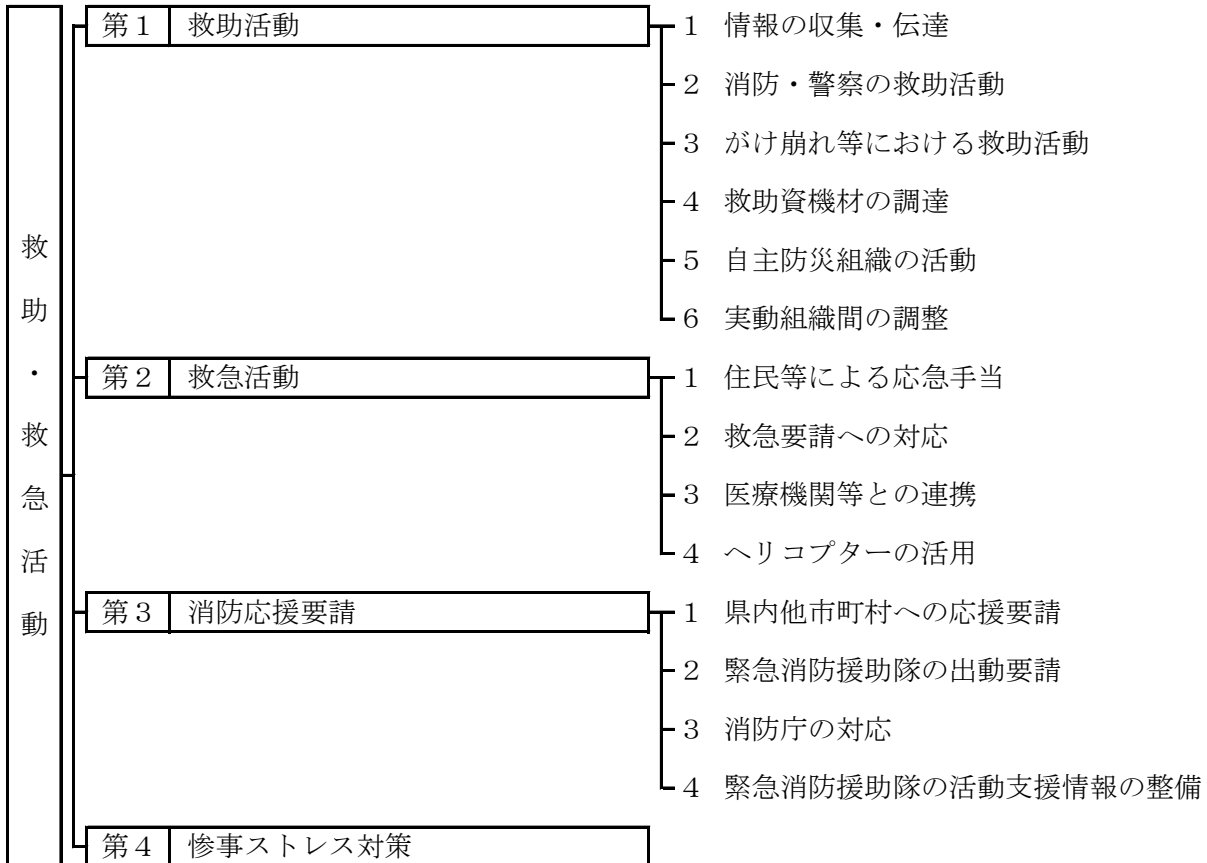 救助・救急活動
第１ 救助活動
１ 情報の収集・伝達
２ 消防・警察の救助活動
３ がけ崩れ等における救助活動
４ 救助資機材の調達
５ 自主防災組織の活動
６ 実動組織間の調整
第２ 救急活動
１ 住民等による応急手当
２ 救急要請への対応
３ 医療機関等との連携
４ ヘリコプターの活用
第３ 消防応援要請
１ 県内他市町村への応援要請
２ 緊急消防援助隊の出動要請
３ 消防庁の対応
４ 緊急消防援助隊の活動支援情報の整備
第４ 惨事ストレス対策